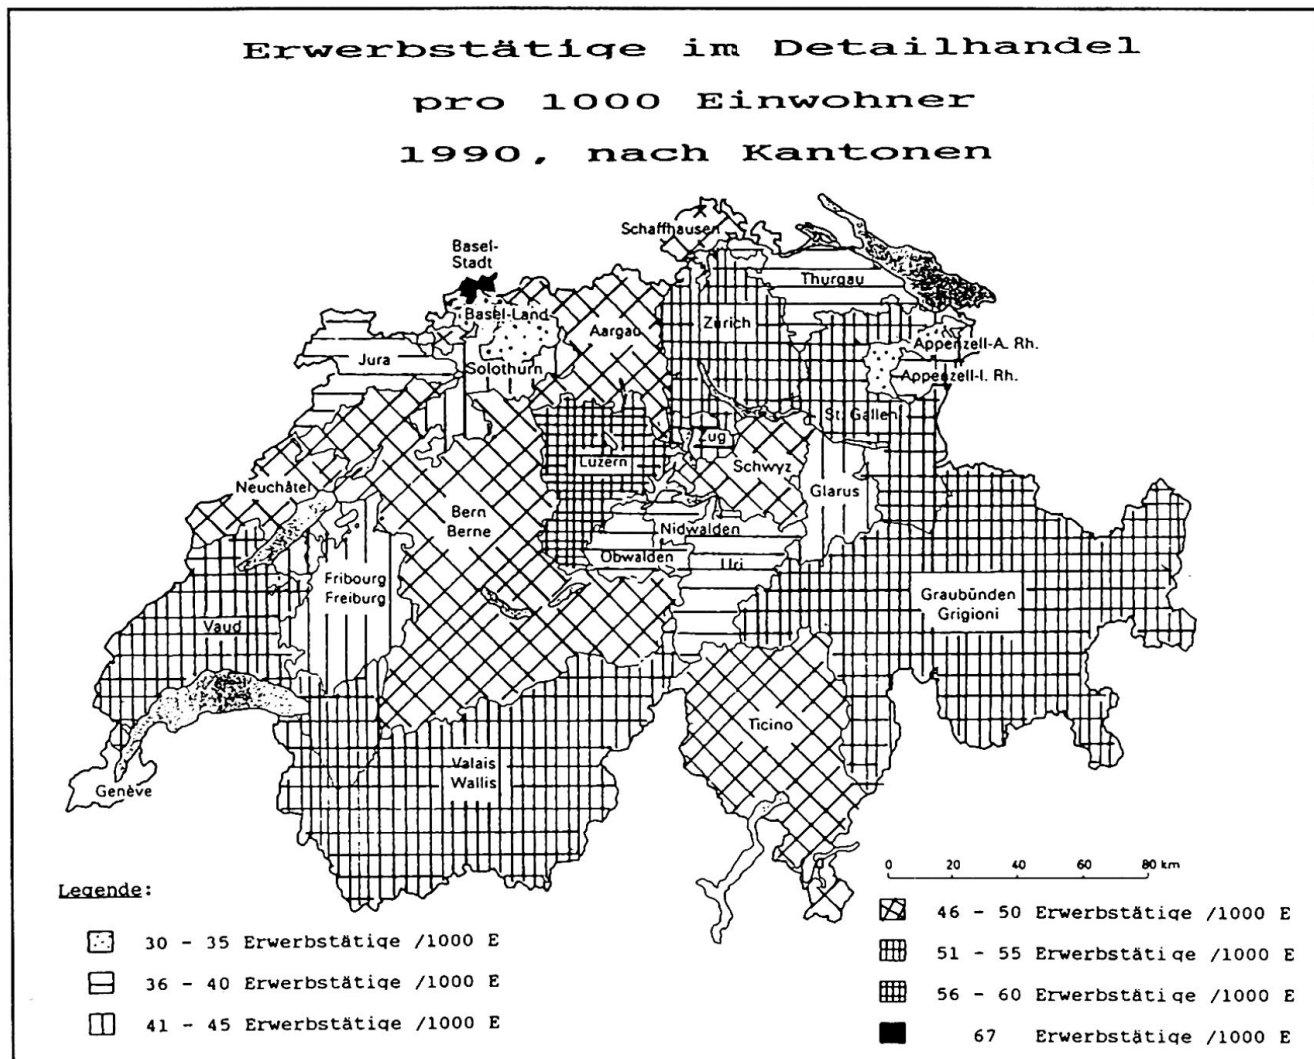 Erwerbstätige im Detailhandel
pro 1000 Einwohner
1990, nach Kantonen
Schaffhausen
Basel-
Stadt
Thurgau
Basel-Land
Aargau
Zürich
Appenzell-A. Rh.
Jura
Solothurn
Appenzell-I. Rh.
St. Gallen
Zug
Luzern
Schwyz
Neuchâtel
Glarus
Bern
Berne
Nidwalden
Obwalden
Uri
Fribourg
Freiburg
Graubünden
Grigioni
Vaud
Ticino
Valais
Wallis
Genève
0 20 40 60 80 km
Legende:
30 - 35 Erwerbstätige /1000 E
36 - 40 Erwerbstätige /1000 E
41 - 45 Erwerbstätige /1000 E
46 - 50 Erwerbstätige /1000 E
51 - 55 Erwerbstätige /1000 E
56 - 60 Erwerbstätige /1000 E
67 Erwerbstätige /1000 E